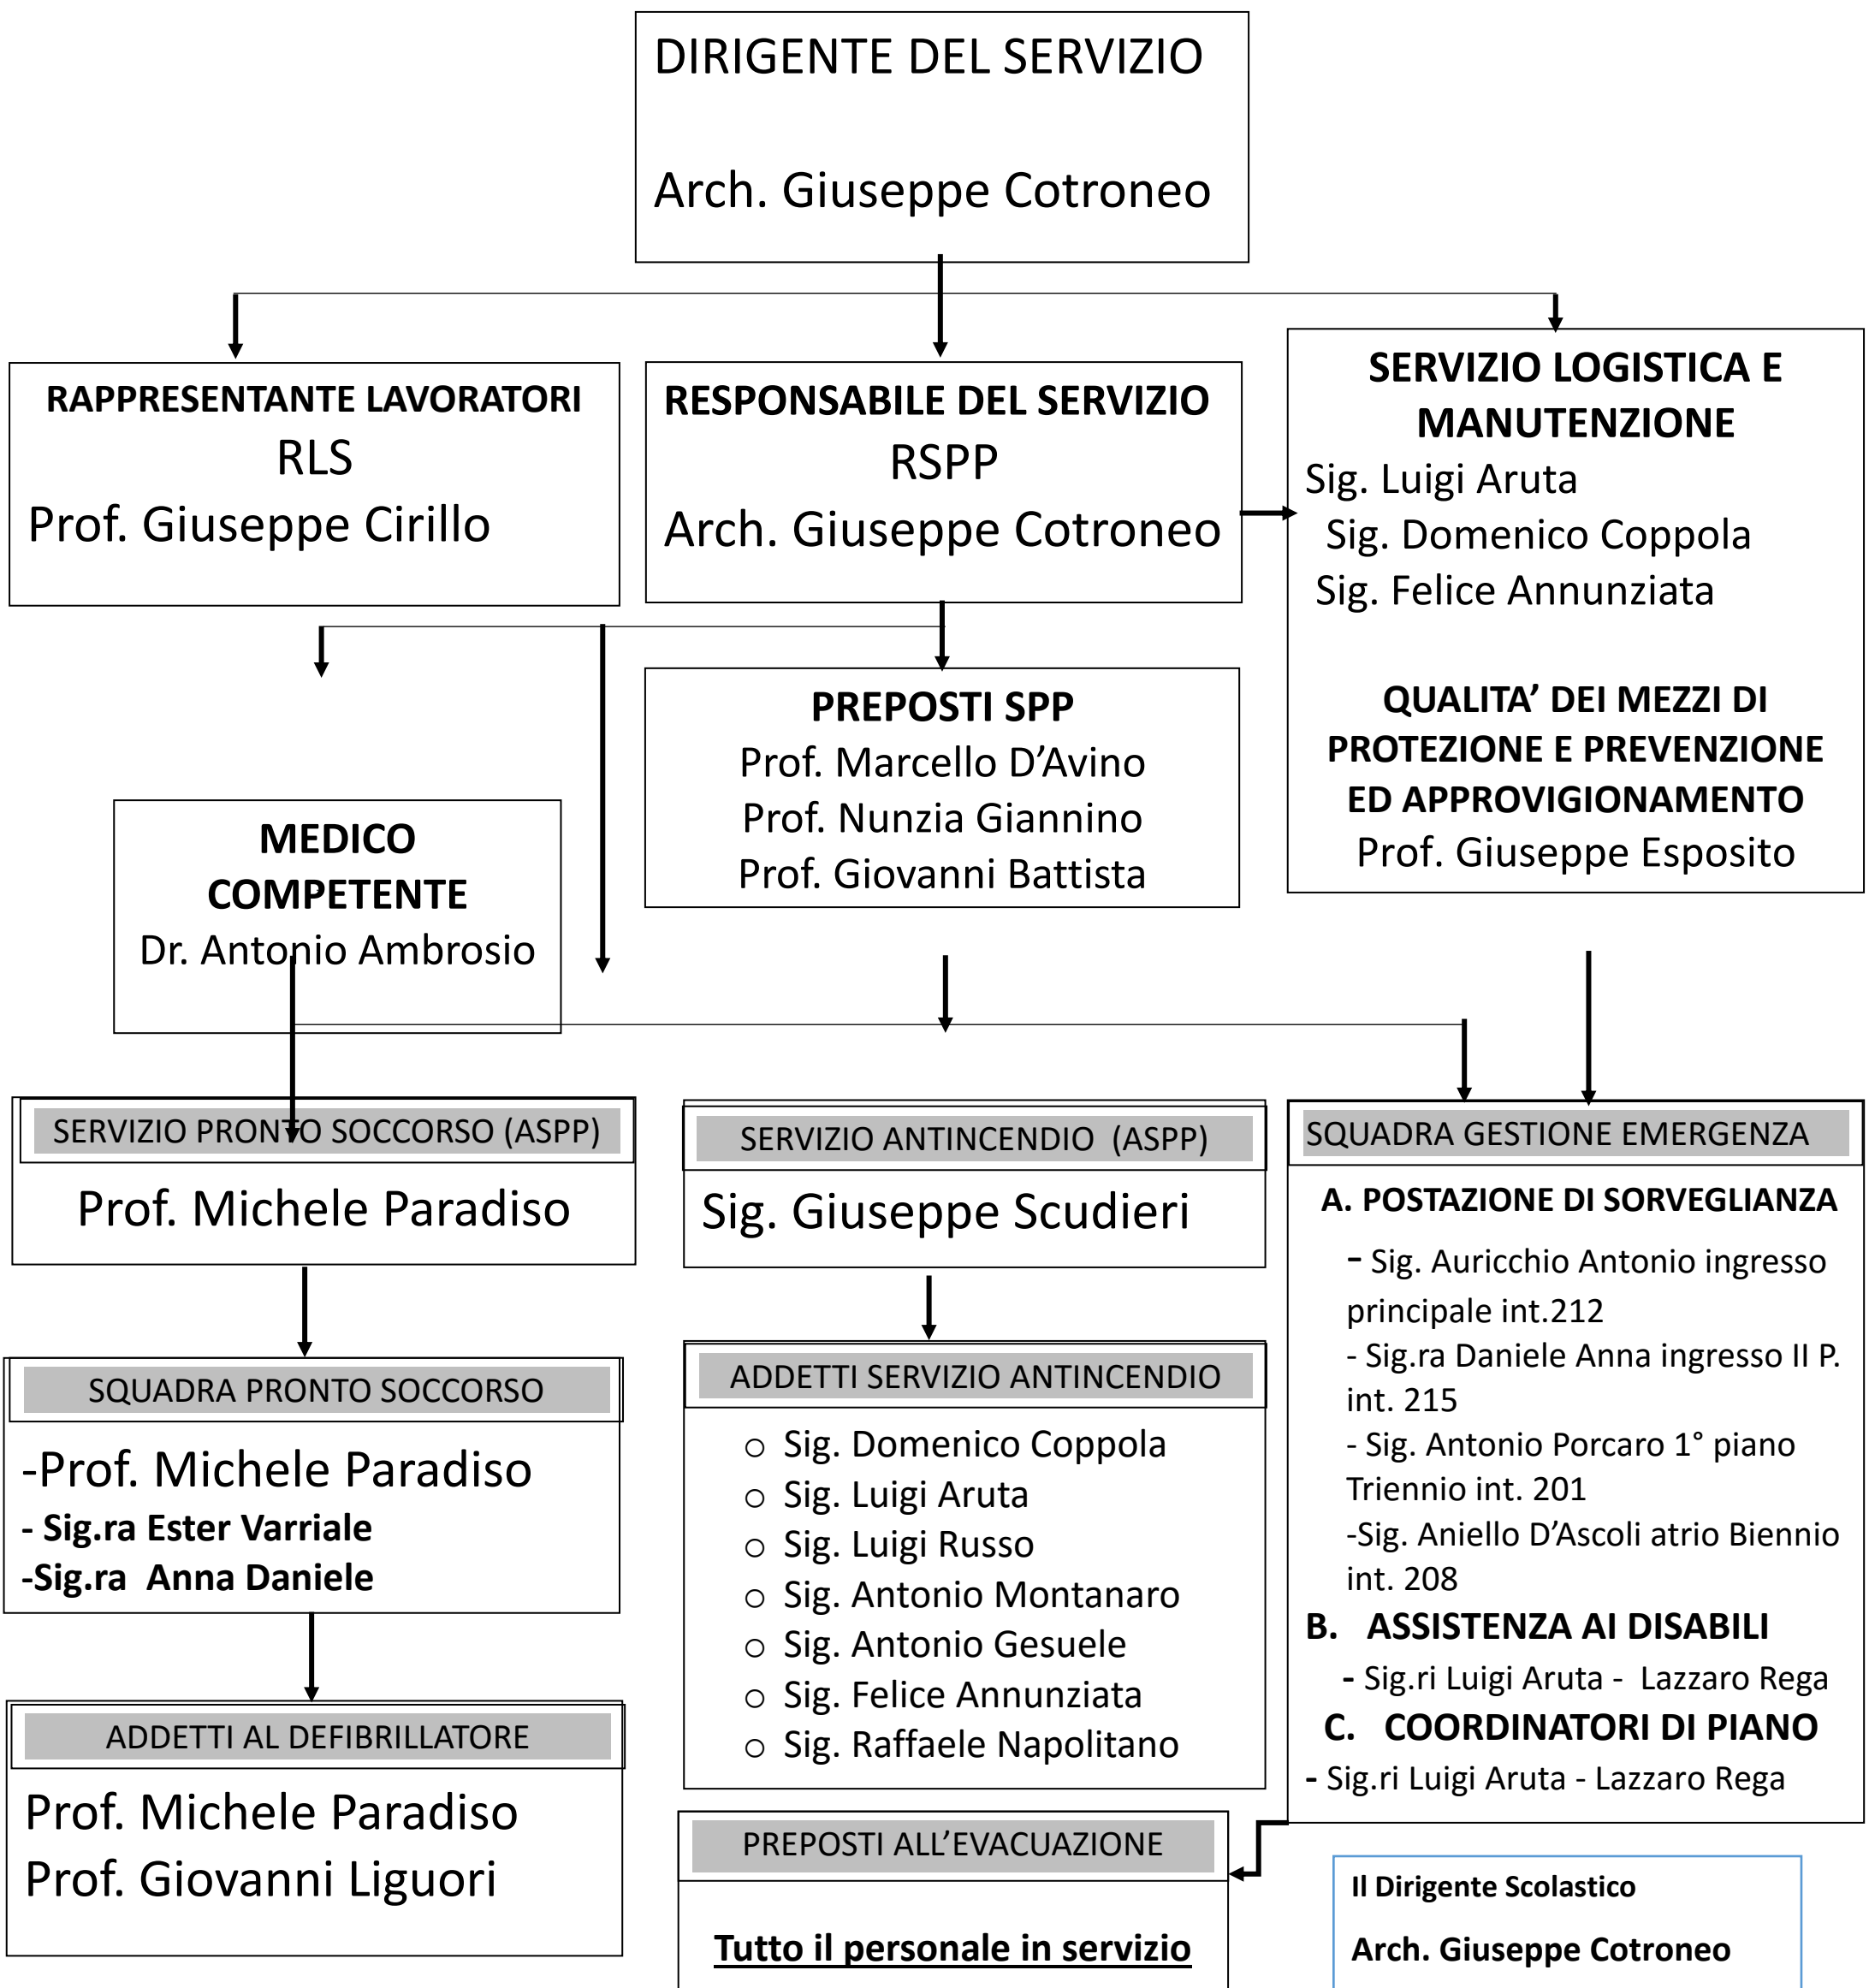 DIRIGENTE DEL SERVIZIO
Arch. Giuseppe Cotroneo
RAPPRESENTANTE LAVORATORI
RLS
Prof. Giuseppe Cirillo
RESPONSABILE DEL SERVIZIO
RSPP
Arch. Giuseppe Cotroneo
SERVIZIO LOGISTICA E
MANUTENZIONE
Sig. Luigi Aruta
Sig. Domenico Coppola
Sig. Felice Annunziata
QUALITA’ DEI MEZZI DI
PROTEZIONE E PREVENZIONE
ED APPROVIGIONAMENTO
Prof. Giuseppe Esposito
PREPOSTI SPP
Prof. Marcello D’Avino
Prof. Nunzia Giannino
Prof. Giovanni Battista
MEDICO
COMPETENTE
Dr. Antonio Ambrosio
SERVIZIO PRONTO SOCCORSO (ASPP)
Prof. Michele Paradiso
SERVIZIO ANTINCENDIO (ASPP)
Sig. Giuseppe Scudieri
SQUADRA GESTIONE EMERGENZA
A. POSTAZIONE DI SORVEGLIANZA
- Sig. Auricchio Antonio ingresso
principale int.212
- Sig.ra Daniele Anna ingresso II P.
int. 215
- Sig. Antonio Porcaro 1° piano
Triennio int. 201
-Sig. Aniello D’Ascoli atrio Biennio
int. 208
B. ASSISTENZA AI DISABILI
- Sig.ri Luigi Aruta - Lazzaro Rega
C. COORDINATORI DI PIANO
- Sig.ri Luigi Aruta - Lazzaro Rega
SQUADRA PRONTO SOCCORSO
-Prof. Michele Paradiso
- Sig.ra Ester Varriale
-Sig.ra Anna Daniele
ADDETTI SERVIZIO ANTINCENDIO
o Sig. Domenico Coppola
o Sig. Luigi Aruta
o Sig. Luigi Russo
o Sig. Antonio Montanaro
o Sig. Antonio Gesuele
o Sig. Felice Annunziata
o Sig. Raffaele Napolitano
ADDETTI AL DEFIBRILLATORE
Prof. Michele Paradiso
Prof. Giovanni Liguori
PREPOSTI ALL’EVACUAZIONE
Tutto il personale in servizio
Il Dirigente Scolastico
Arch. Giuseppe Cotroneo